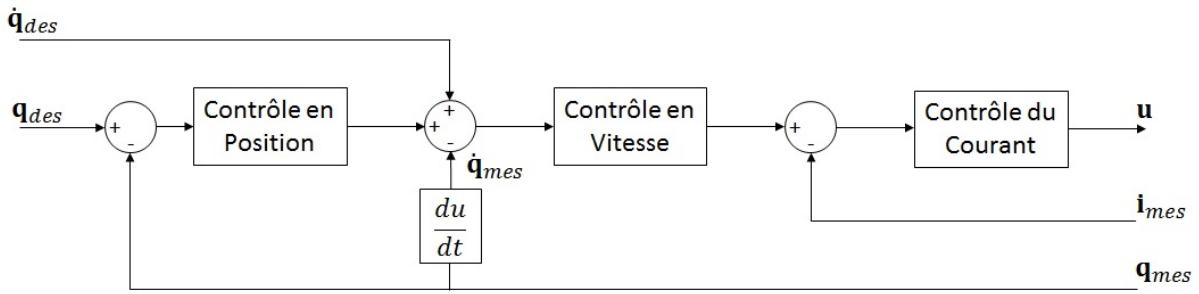 q̇des
qdes
+
-
Contrôle en
Position
+
+
-
q̇mes
du
dt
Contrôle en
Vitesse
+
-
Contrôle du
Courant
u
imes
qmes